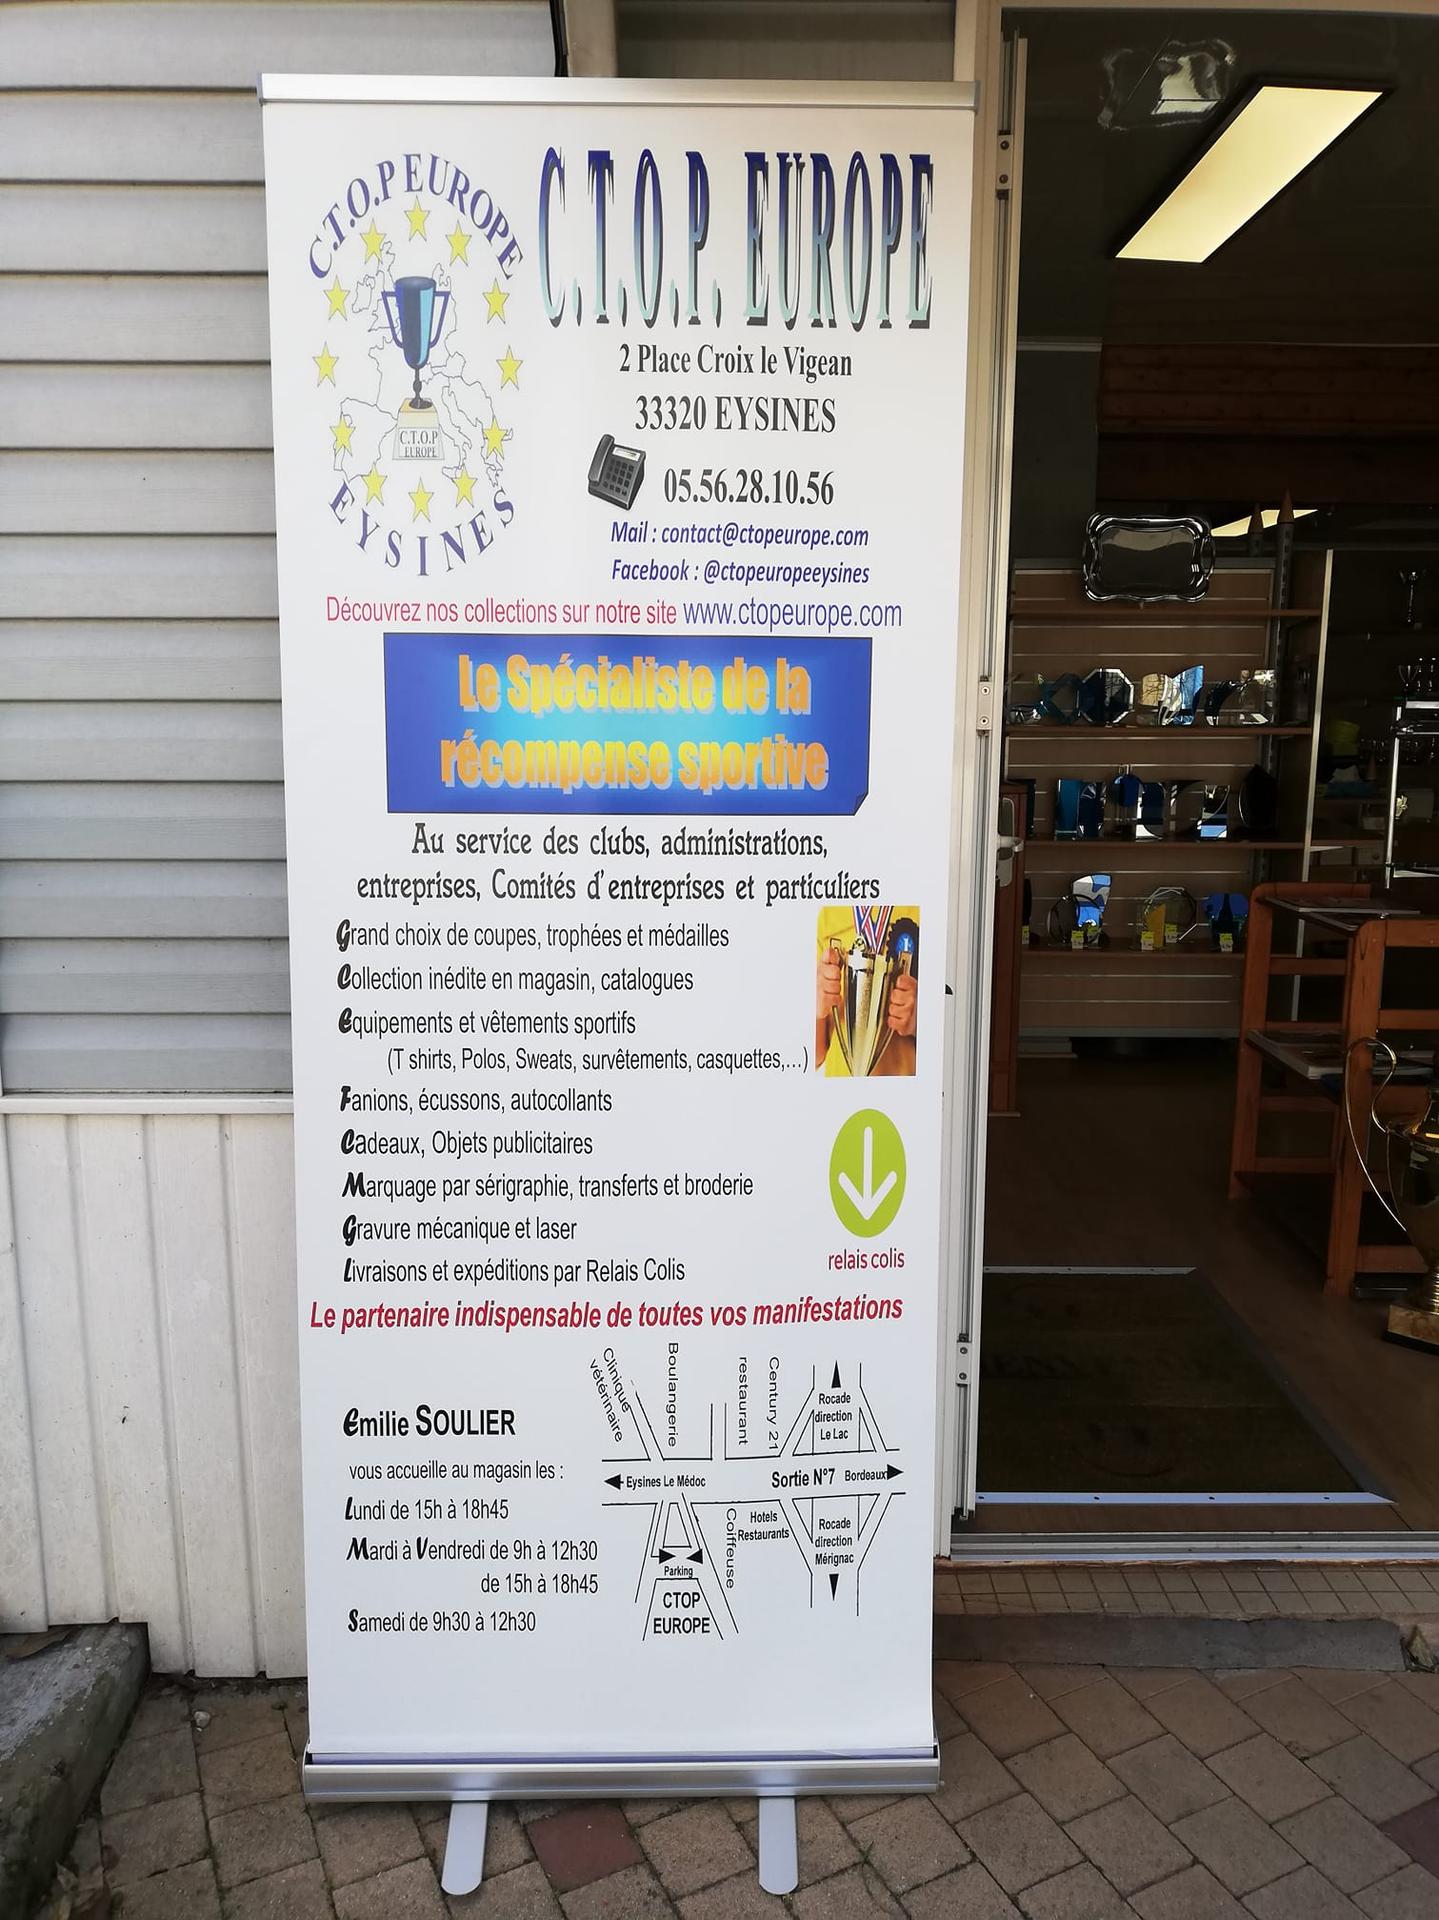 C.T.O.P EUROPE
C.T.O.P
EUROPE
EYSINES
C.T.O.P. EUROPE
2 Place Croix le Vigean
33320 EYSINES
05.56.28.10.56
Mail : contact@ctopeurope.com
Facebook : @ctopeuropeeysines
Découvrez nos collections sur notre site www.ctopeurope.com
Le Spécialiste de la
récompense sportive
Au service des clubs, administrations,
entreprises, Comités d'entreprises et particuliers
Grand choix de coupes, trophées et médailles
Collection inédite en magasin, catalogues
Equipements et vêtements sportifs
(T shirts, Polos, Sweats, survêtements, casquettes,...)
Fanions, écussons, autocollants
Cadeaux, Objets publicitaires
Marquage par sérigraphie, transferts et broderie
Gravure mécanique et laser
Livraisons et expéditions par Relais Colis
1
relais colis
Le partenaire indispensable de toutes vos manifestations
Emilie SOULIER
vous accueille au magasin les :
Lundi de 15h à 18h45
Mardi à Vendredi de 9h à 12h30
de 15h à 18h45
Samedi de 9h30 à 12h30
Clinique
vétérinaire
Boulangerie
restaurant
Century 21
Rocade
direction
Le Lac
Eysines Le Médoc
Sortie N°7
Bordeaux
Coiffeuse
Hotels
Restaurants
Rocade
direction
Mérignac
Parking
CTOP
EUROPE